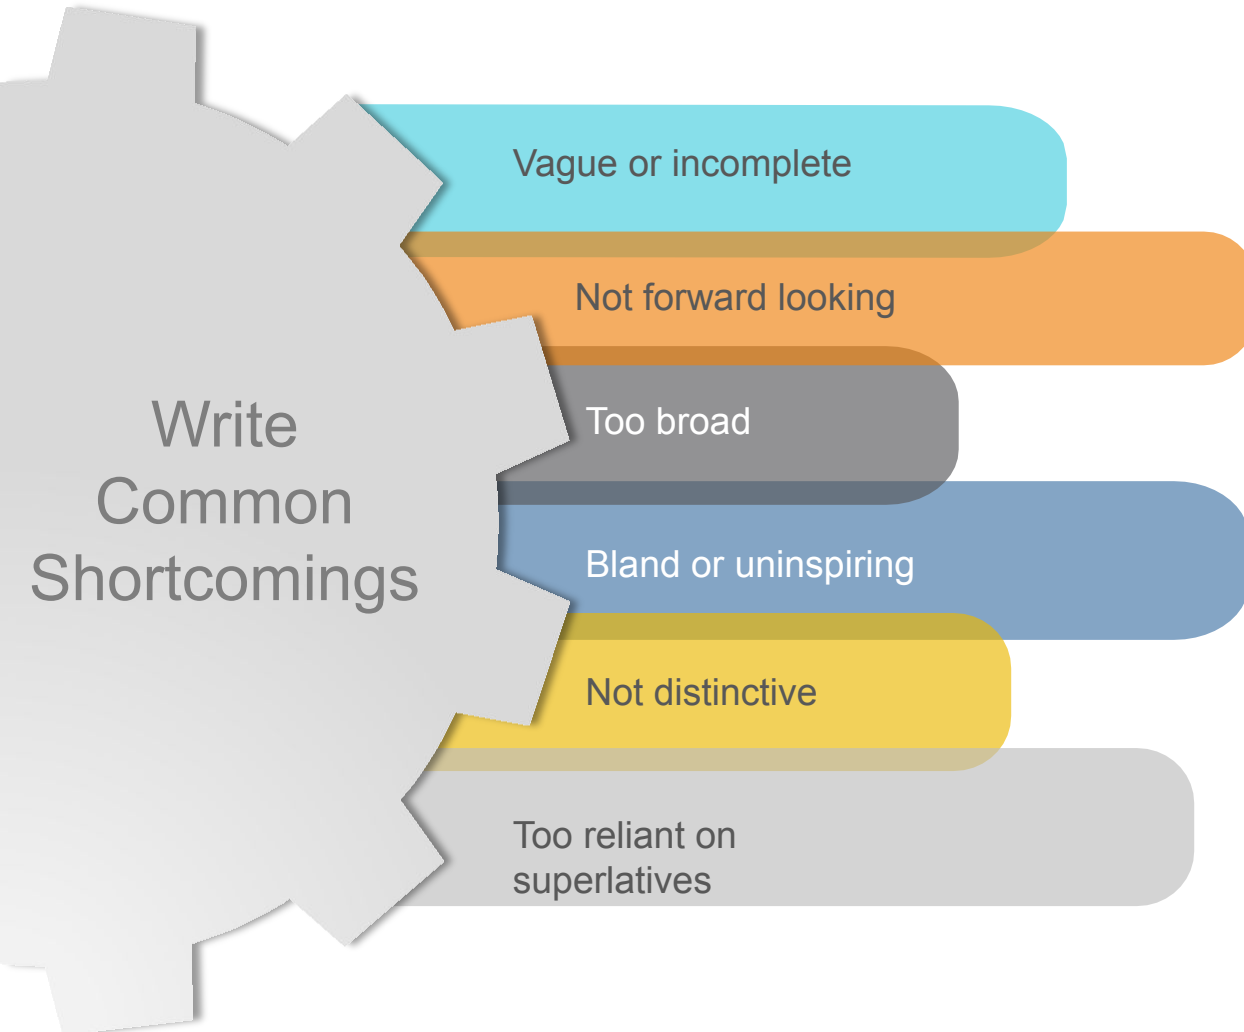 Write
Common
Shortcomings
Vague or incomplete
Not forward looking
Too broad
Bland or uninspiring
Not distinctive
Too reliant on
superlatives